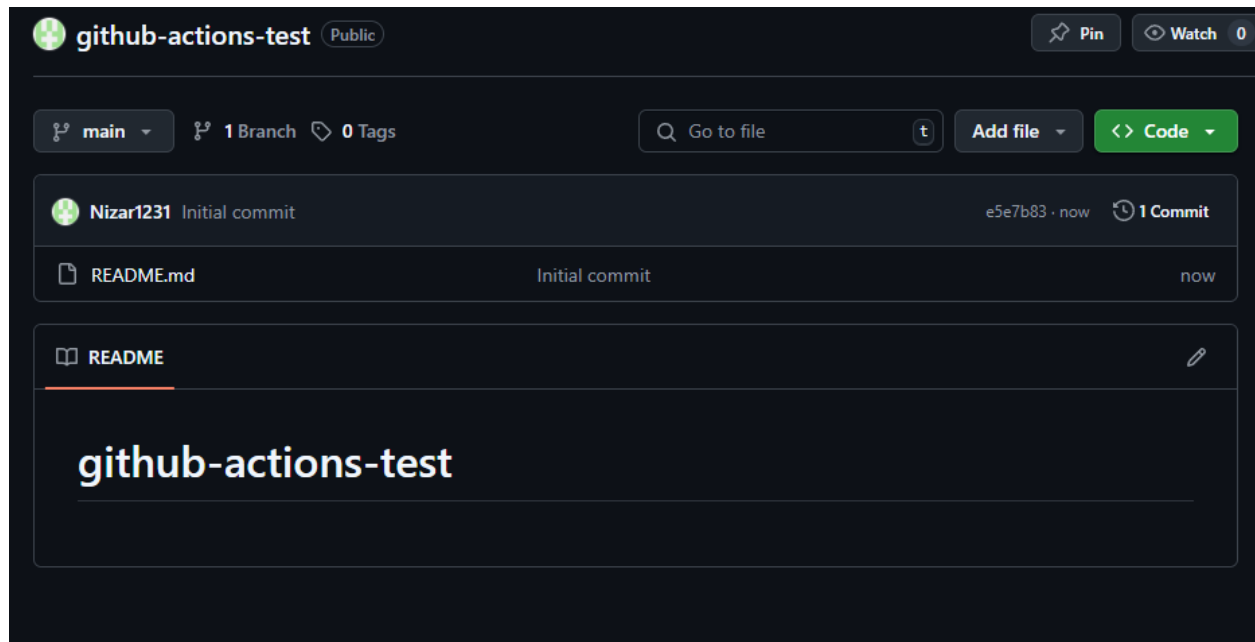 github-actions-test Public Pin Watch 0
main 1 Branch 0 Tags Go to file t Add file Code
Nizar1231 Initial commit e5e7b83 · now 1 Commit
README.md Initial commit now
README
github-actions-test